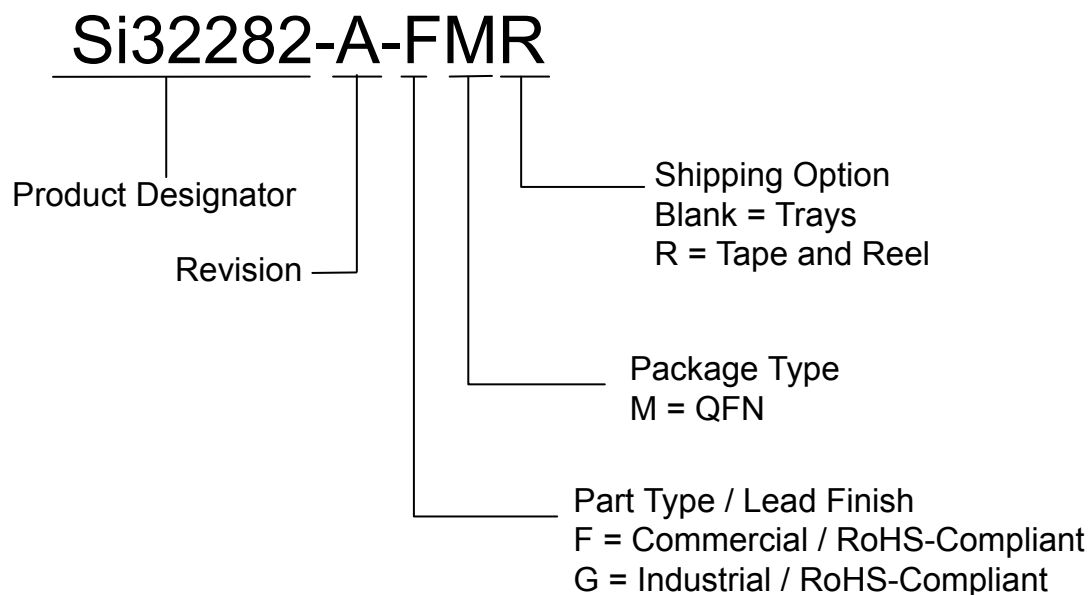 Si32282-A-FMR
Product Designator
Revision
Shipping Option
Blank = Trays
R = Tape and Reel
Package Type
M = QFN
Part Type / Lead Finish
F = Commercial / RoHS-Compliant
G = Industrial / RoHS-Compliant